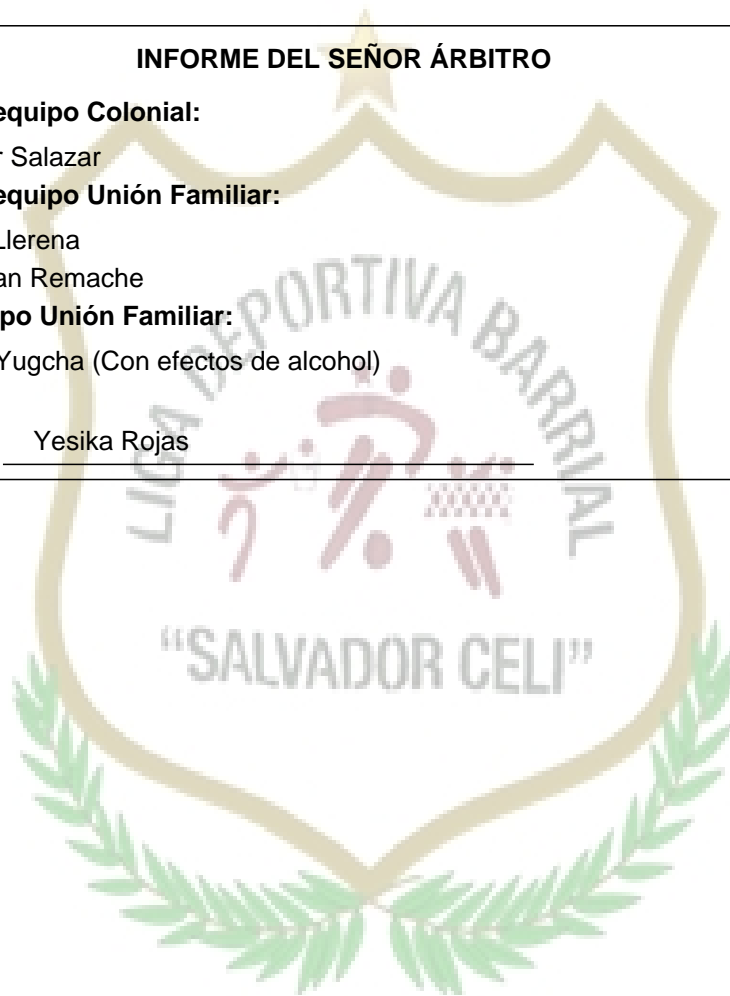 INFORME DEL SEÑOR ÁRBITRO
equipo Colonial:
r Salazar
equipo Unión Familiar:
Llerena
an Remache
po Unión Familiar:
Yugcha (Con efectos de alcohol)
Yesika Rojas
LIGA DEPORTIVA BARRIAL
“SALVADOR CELI”